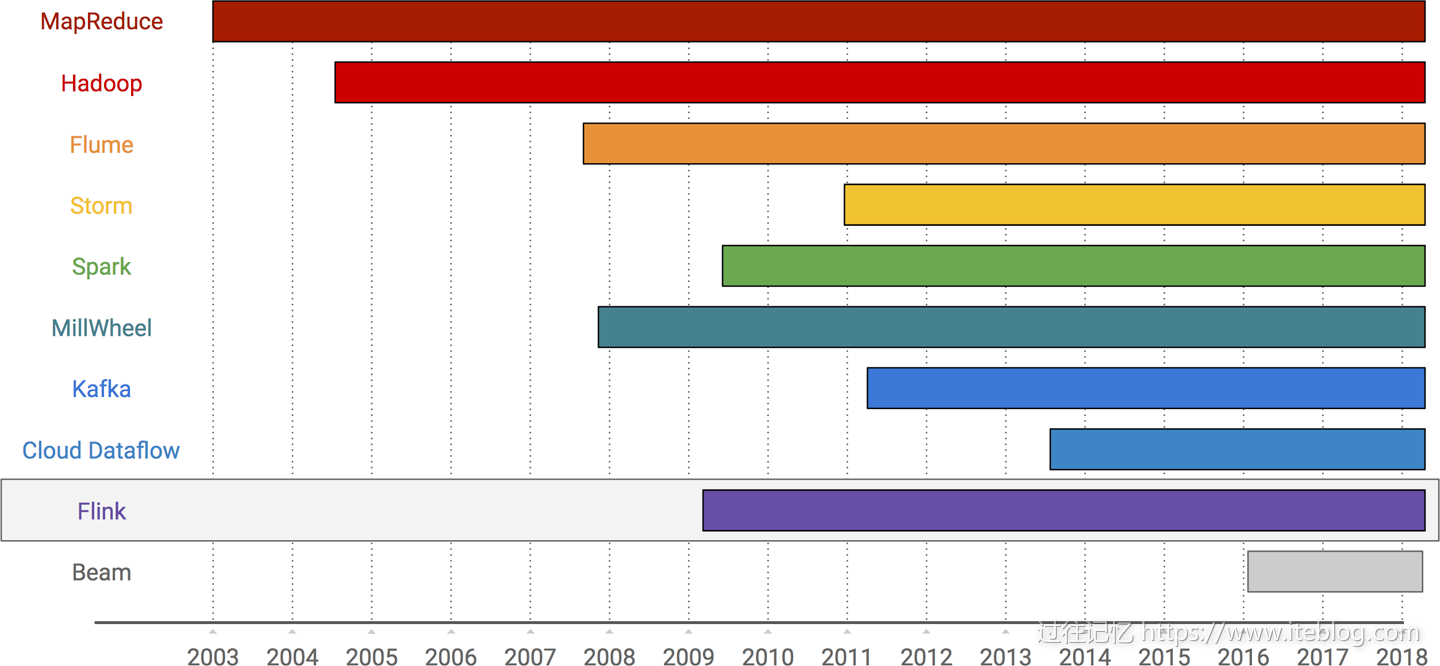 MapReduce
Hadoop
Flume
Storm
Spark
MillWheel
Kafka
Cloud Dataflow
Flink
Beam
过往记忆 https://www.iteblog.com
2003 2004 2005 2006 2007 2008 2009 2010 2011 2012 2013 2014 2015 2016 2017 2018